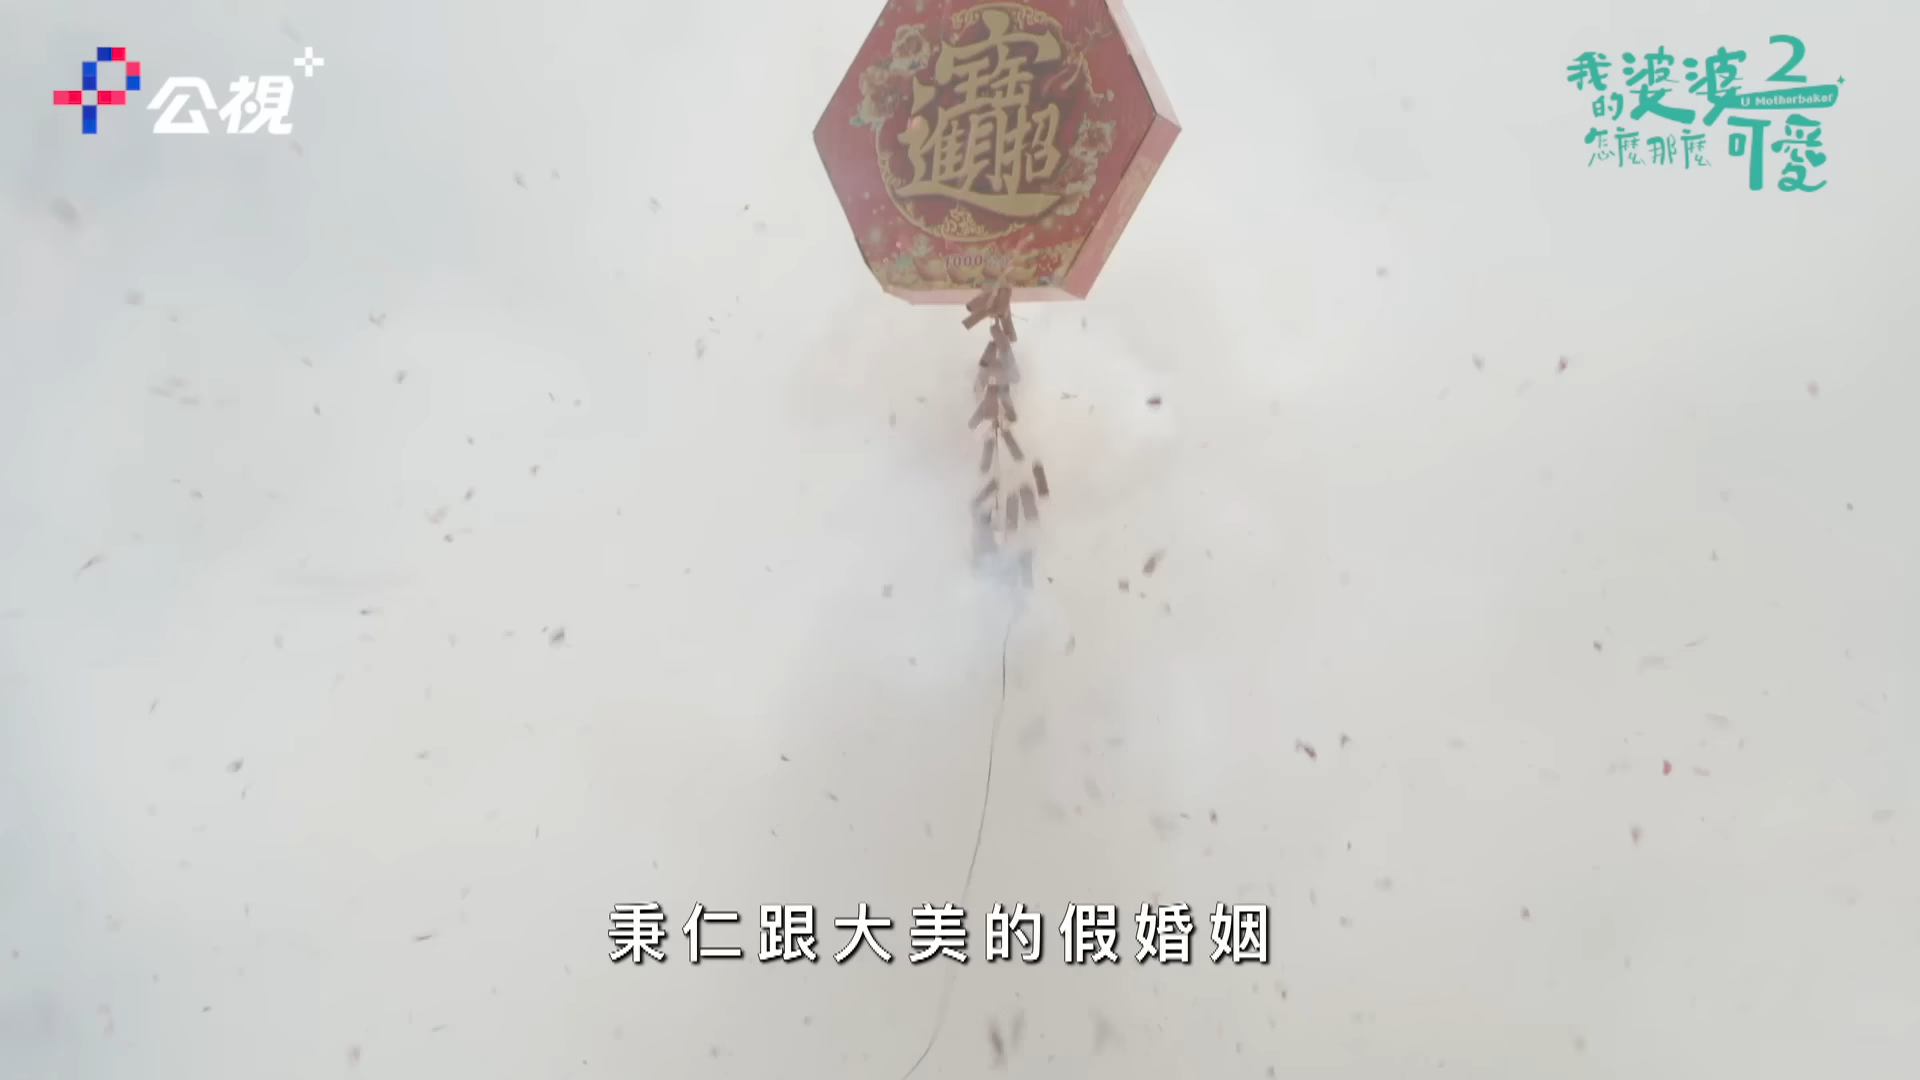 公視
我的婆婆2
U Motherbaker
怎麼那麼可愛
招財進寶
秉仁跟大美的假婚姻